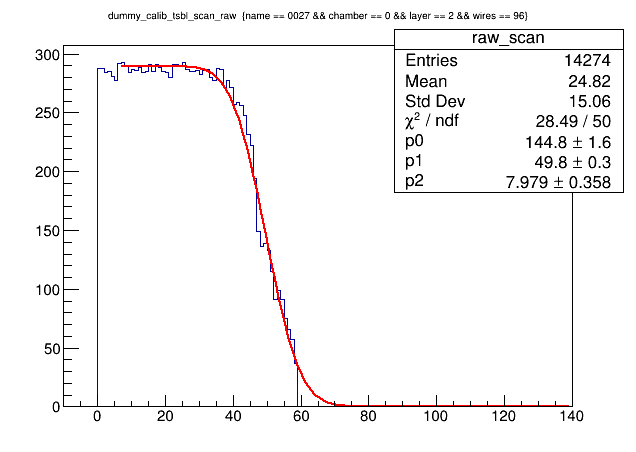 dummy_calib_tsbl_scan_raw {name == 0027 && chamber == 0 && layer == 2 && wires == 96}
raw_scan
Entries 14274
Mean 24.82
Std Dev 15.06
χ² / ndf 28.49 / 50
p0 144.8 ± 1.6
p1 49.8 ± 0.3
p2 7.979 ± 0.358
300
250
200
150
100
50
0
0 20 40 60 80 100 120 140